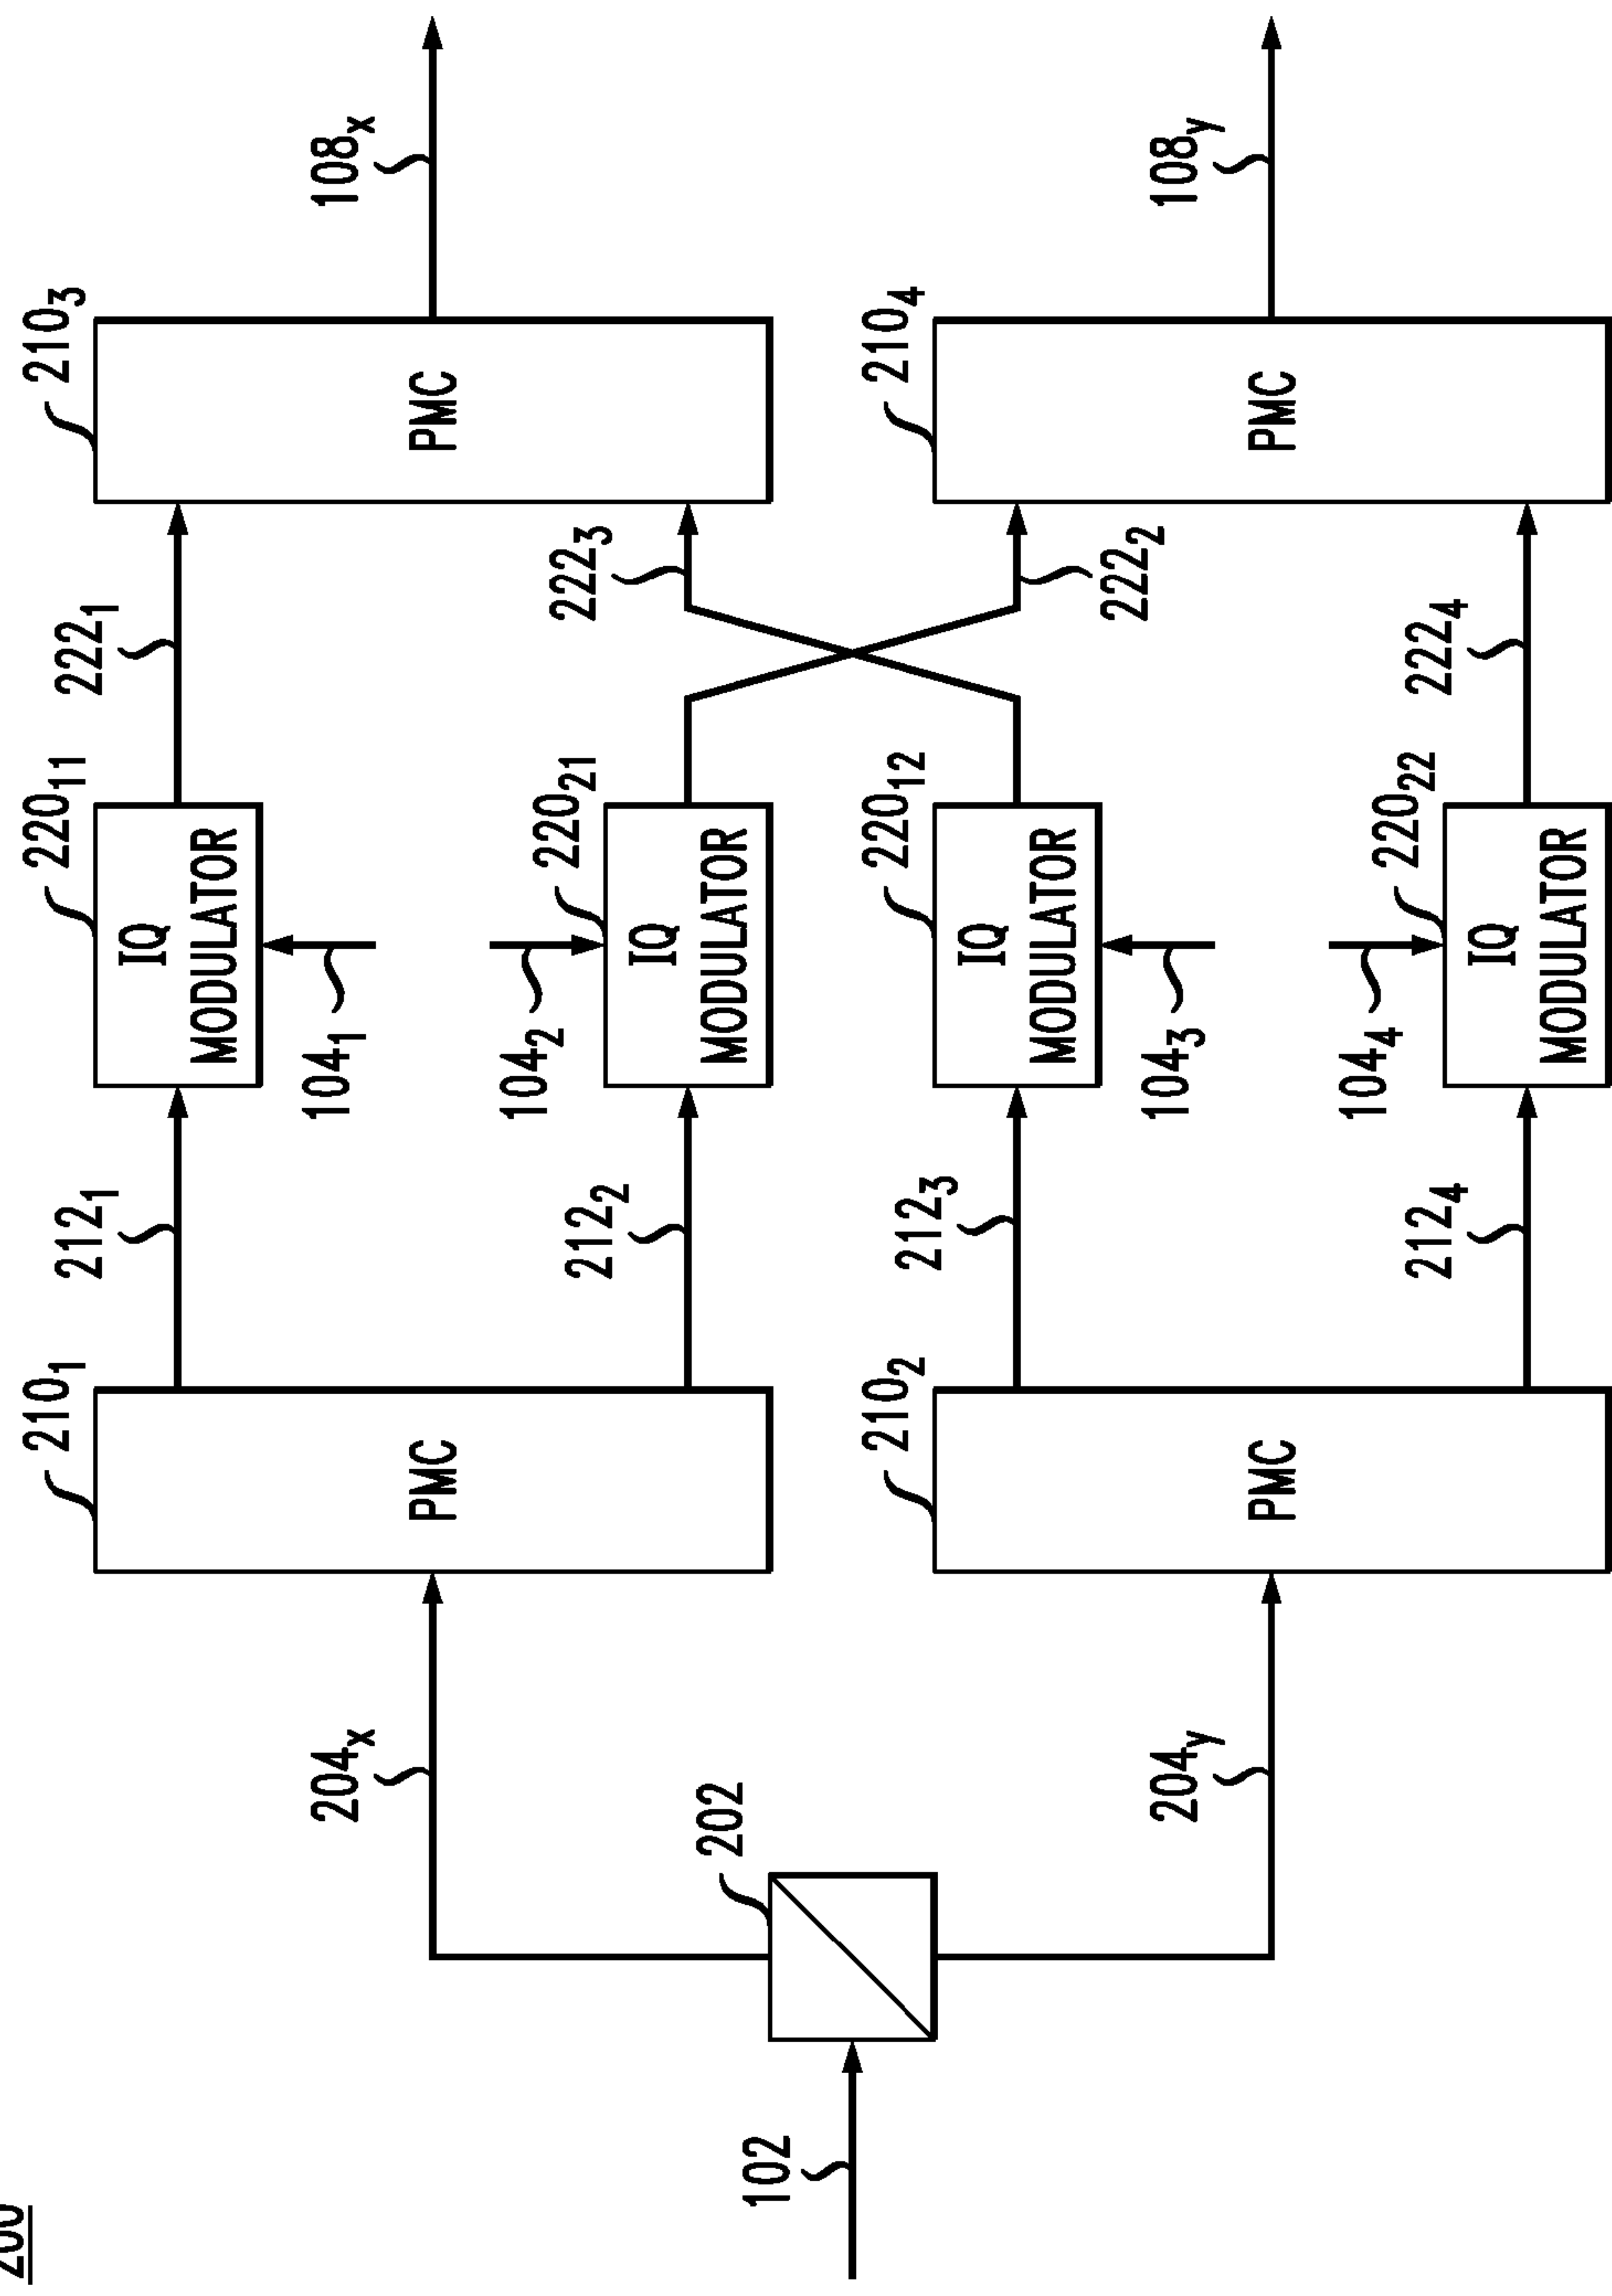 200
210₁
220₁₁
210₃
212₁
222₁
IQ
MODULATOR
204ₓ
104₁
108ₓ
PMC
PMC
104₂
220₂₁
212₂
222₃
IQ
MODULATOR
202
102
210₂
220₁₂
210₄
212₃
IQ
MODULATOR
222₂
204y
104₃
108y
PMC
PMC
104₄
220₂₂
212₄
222₄
IQ
MODULATOR